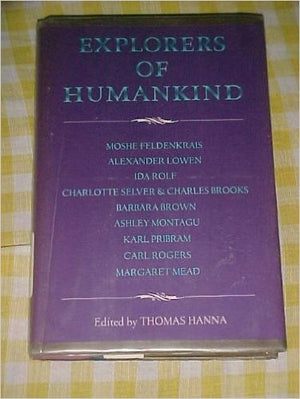 EXPLORERS
OF
HUMANKIND
MOSHE FELDENKRAIS
ALEXANDER LOWEN
IDA ROLF
CHARLOTTE SELVER & CHARLES BROOKS
BARBARA BROWN
ASHLEY MONTAGU
KARL PRIBRAM
CARL ROGERS
MARGARET MEAD
Edited by THOMAS HANNA